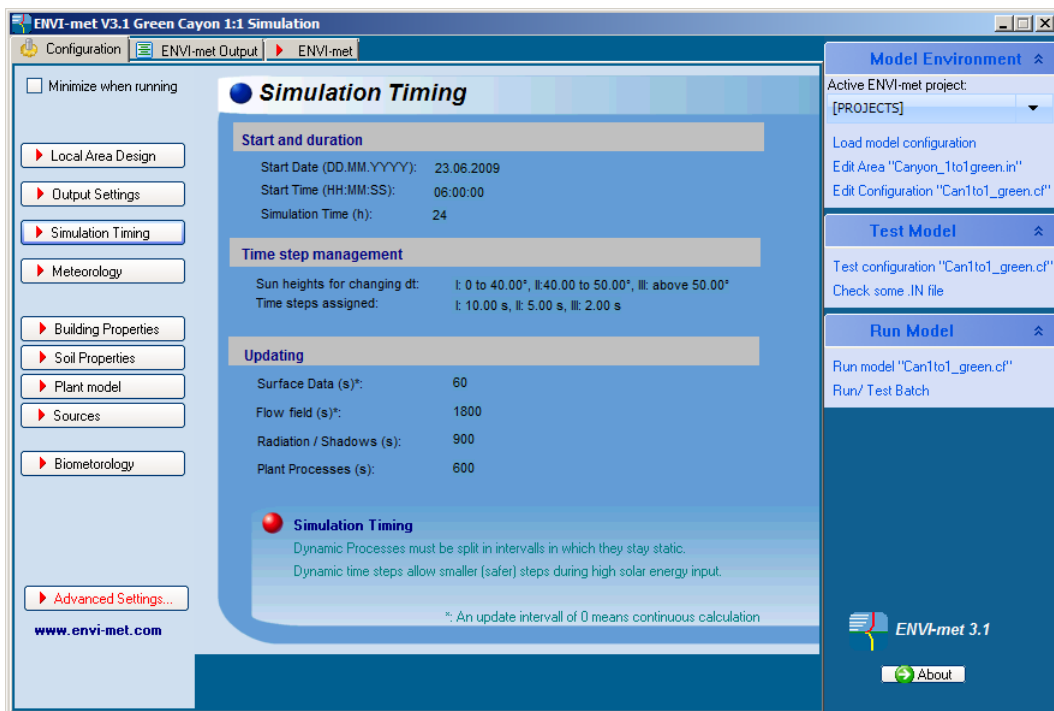 ENVI-met V3.1 Green Cayon 1:1 Simulation
Configuration
ENVI-met Output
ENVI-met
Minimize when running
Local Area Design
Output Settings
Simulation Timing
Meteorology
Building Properties
Soil Properties
Plant model
Sources
Biometorology
Advanced Settings...
www.envi-met.com
Simulation Timing
Start and duration
Start Date (DD.MM.YYYY): 23.06.2009
Start Time (HH:MM:SS): 06:00:00
Simulation Time (h): 24
Time step management
Sun heights for changing dt: I: 0 to 40.00°, II:40.00 to 50.00°, III: above 50.00°
Time steps assigned: I: 10.00 s, II: 5.00 s, III: 2.00 s
Updating
Surface Data (s)*: 60
Flow field (s)*: 1800
Radiation / Shadows (s): 900
Plant Processes (s): 600
Simulation Timing
Dynamic Processes must be split in intervalls in which they stay static.
Dynamic time steps allow smaller (safer) steps during high solar energy input.
*: An update intervall of 0 means continuous calculation
Model Environment
Active ENVI-met project:
[PROJECTS]
Load model configuration
Edit Area "Canyon_1to1green.in"
Edit Configuration "Can1to1_green.cf"
Test Model
Test configuration "Can1to1_green.cf"
Check some .IN file
Run Model
Run model "Can1to1_green.cf"
Run/ Test Batch
ENVI-met 3.1
About